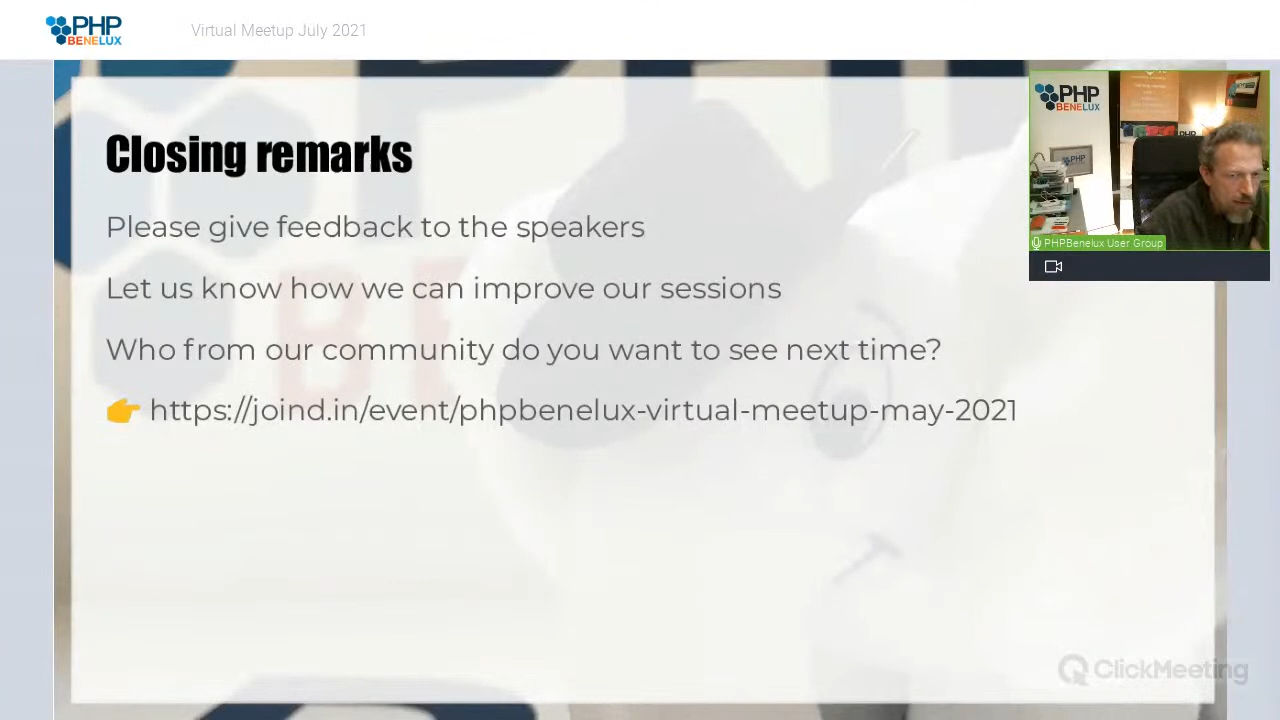 PHP
BENELUX
Virtual Meetup July 2021
PHP
BENELUX
PHP
PHP
PHPBenelux User Group
Closing remarks
Please give feedback to the speakers
Let us know how we can improve our sessions
Who from our community do you want to see next time?
👉 https://joind.in/event/phpbenelux-virtual-meetup-may-2021
ClickMeeting